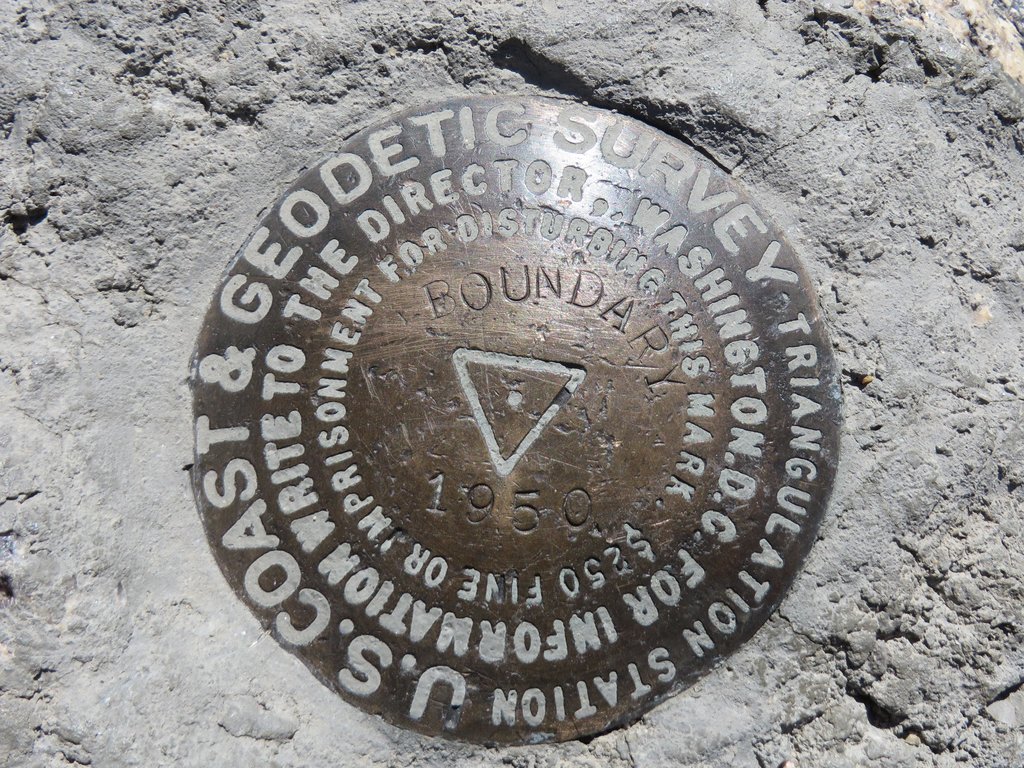 U.S. COAST & GEODETIC SURVEY TRIANGULATION STATION
FOR INFORMATION WRITE TO THE DIRECTOR, WASHINGTON, D.C.
$250 FINE OR IMPRISONMENT FOR DISTURBING THIS MARK.
BOUNDARY
1950